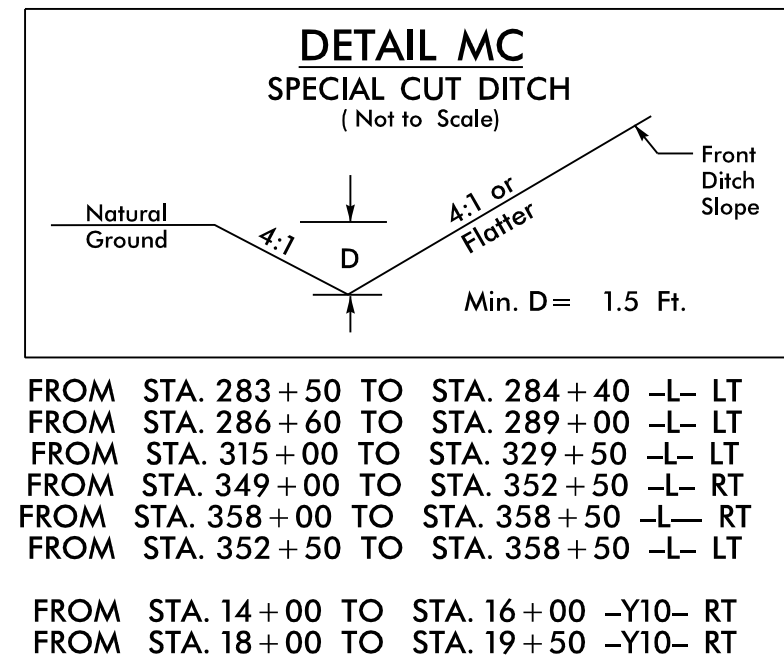 DETAIL MC
SPECIAL CUT DITCH
( Not to Scale)
Natural
Ground
4:1
D
4:1 or
Flatter
Front
Ditch
Slope
Min. D= 1.5 Ft.
FROM STA. 283+50 TO STA. 284+40 -L- LT
FROM STA. 286+60 TO STA. 289+00 -L- LT
FROM STA. 315+00 TO STA. 329+50 -L- LT
FROM STA. 349+00 TO STA. 352+50 -L- RT
FROM STA. 358+00 TO STA. 358+50 -L— RT
FROM STA. 352+50 TO STA. 358+50 -L- LT
FROM STA. 14+00 TO STA. 16+00 -Y10- RT
FROM STA. 18+00 TO STA. 19+50 -Y10- RT